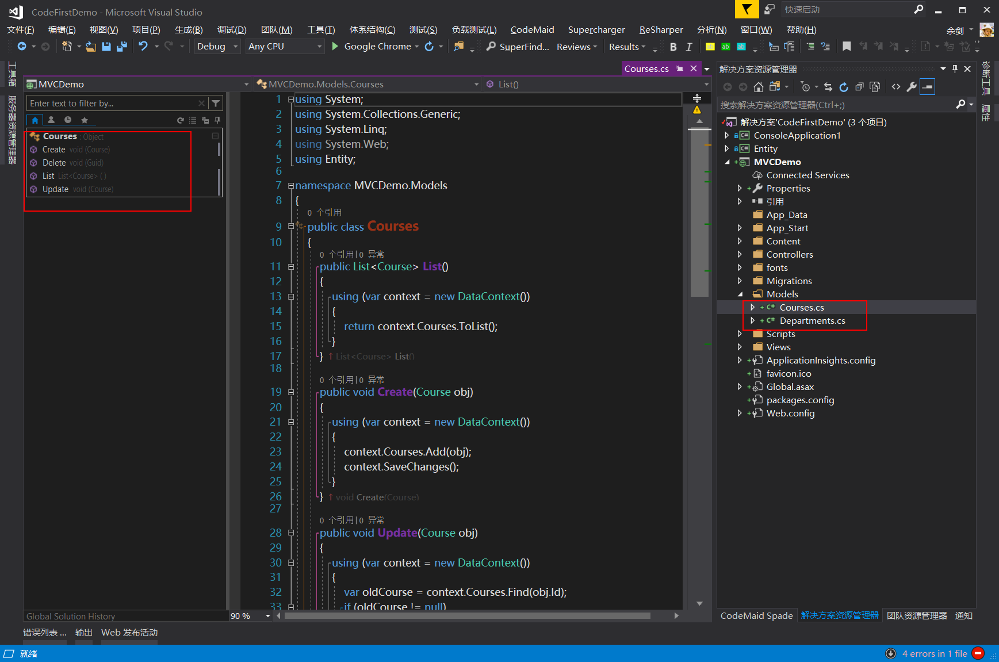 CodeFirstDemo - Microsoft Visual Studio
快速启动
文件(F) 编辑(E) 视图(V) 项目(P) 生成(B) 调试(D) 团队(M) 工具(T) 体系结构(C) 测试(S) 负载测试(L) CodeMaid Supercharger ReSharper 分析(N) 窗口(W) 帮助(H) 余剑
Debug Any CPU Google Chrome SuperFind... Reviews Results B I
工具箱
服务器资源管理器
MVCDemo
Enter text to filter by...
Courses : Object
Create void (Course)
Delete void (Guid)
List List<Course> ( )
Update void (Course)
Global Solution History
Courses.cs
MVCDemo.Models.Courses
List()
1 using System;
2 using System.Collections.Generic;
3 using System.Linq;
4 using System.Web;
5 using Entity;
6
7 namespace MVCDemo.Models
8 {
0 个引用
9 public class Courses
10 {
0 个引用|0 异常
11 public List<Course> List()
12 {
13 using (var context = new DataContext())
14 {
15 return context.Courses.ToList();
16 }
17 } ↑ List<Course> List()
18
0 个引用|0 异常
19 public void Create(Course obj)
20 {
21 using (var context = new DataContext())
22 {
23 context.Courses.Add(obj);
24 context.SaveChanges();
25 }
26 } ↑ void Create(Course)
27
0 个引用|0 异常
28 public void Update(Course obj)
29 {
30 using (var context = new DataContext())
31 {
32 var oldCourse = context.Courses.Find(obj.Id);
33 if (oldCourse != null)
90 %
解决方案资源管理器
搜索解决方案资源管理器(Ctrl+;)
解决方案'CodeFirstDemo' (3 个项目)
ConsoleApplication1
Entity
MVCDemo
Connected Services
Properties
引用
App_Data
App_Start
Content
Controllers
fonts
Migrations
Models
Courses.cs
Departments.cs
Scripts
Views
ApplicationInsights.config
favicon.ico
Global.asax
packages.config
Web.config
CodeMaid Spade 解决方案资源管理器 团队资源管理器 通知
诊断工具
属性
错误列表 ... 输出 Web 发布活动
就绪
4 errors in 1 file